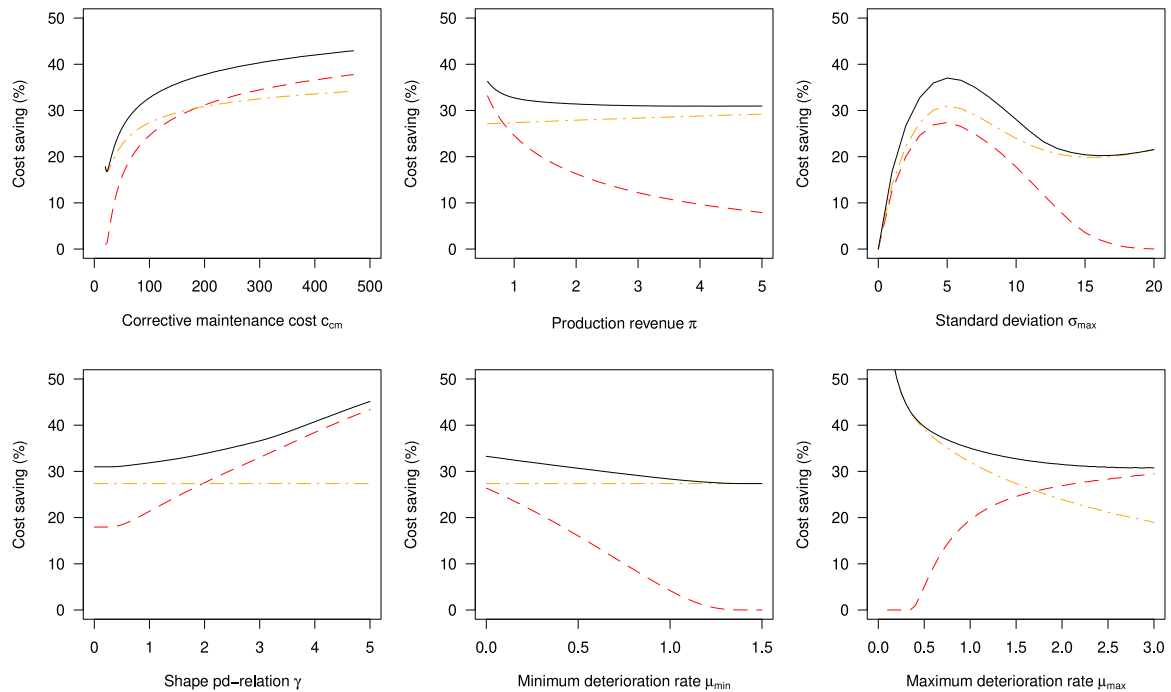 Cost saving (%)
50
40
30
20
10
0
0 100 200 300 400 500
Corrective maintenance cost c_cm
Cost saving (%)
50
40
30
20
10
0
1 2 3 4 5
Production revenue π
Cost saving (%)
50
40
30
20
10
0
0 5 10 15 20
Standard deviation σ_max
Cost saving (%)
50
40
30
20
10
0
0 1 2 3 4 5
Shape pd−relation γ
Cost saving (%)
50
40
30
20
10
0
0.0 0.5 1.0 1.5
Minimum deterioration rate μ_min
Cost saving (%)
50
40
30
20
10
0
0.0 0.5 1.0 1.5 2.0 2.5 3.0
Maximum deterioration rate μ_max